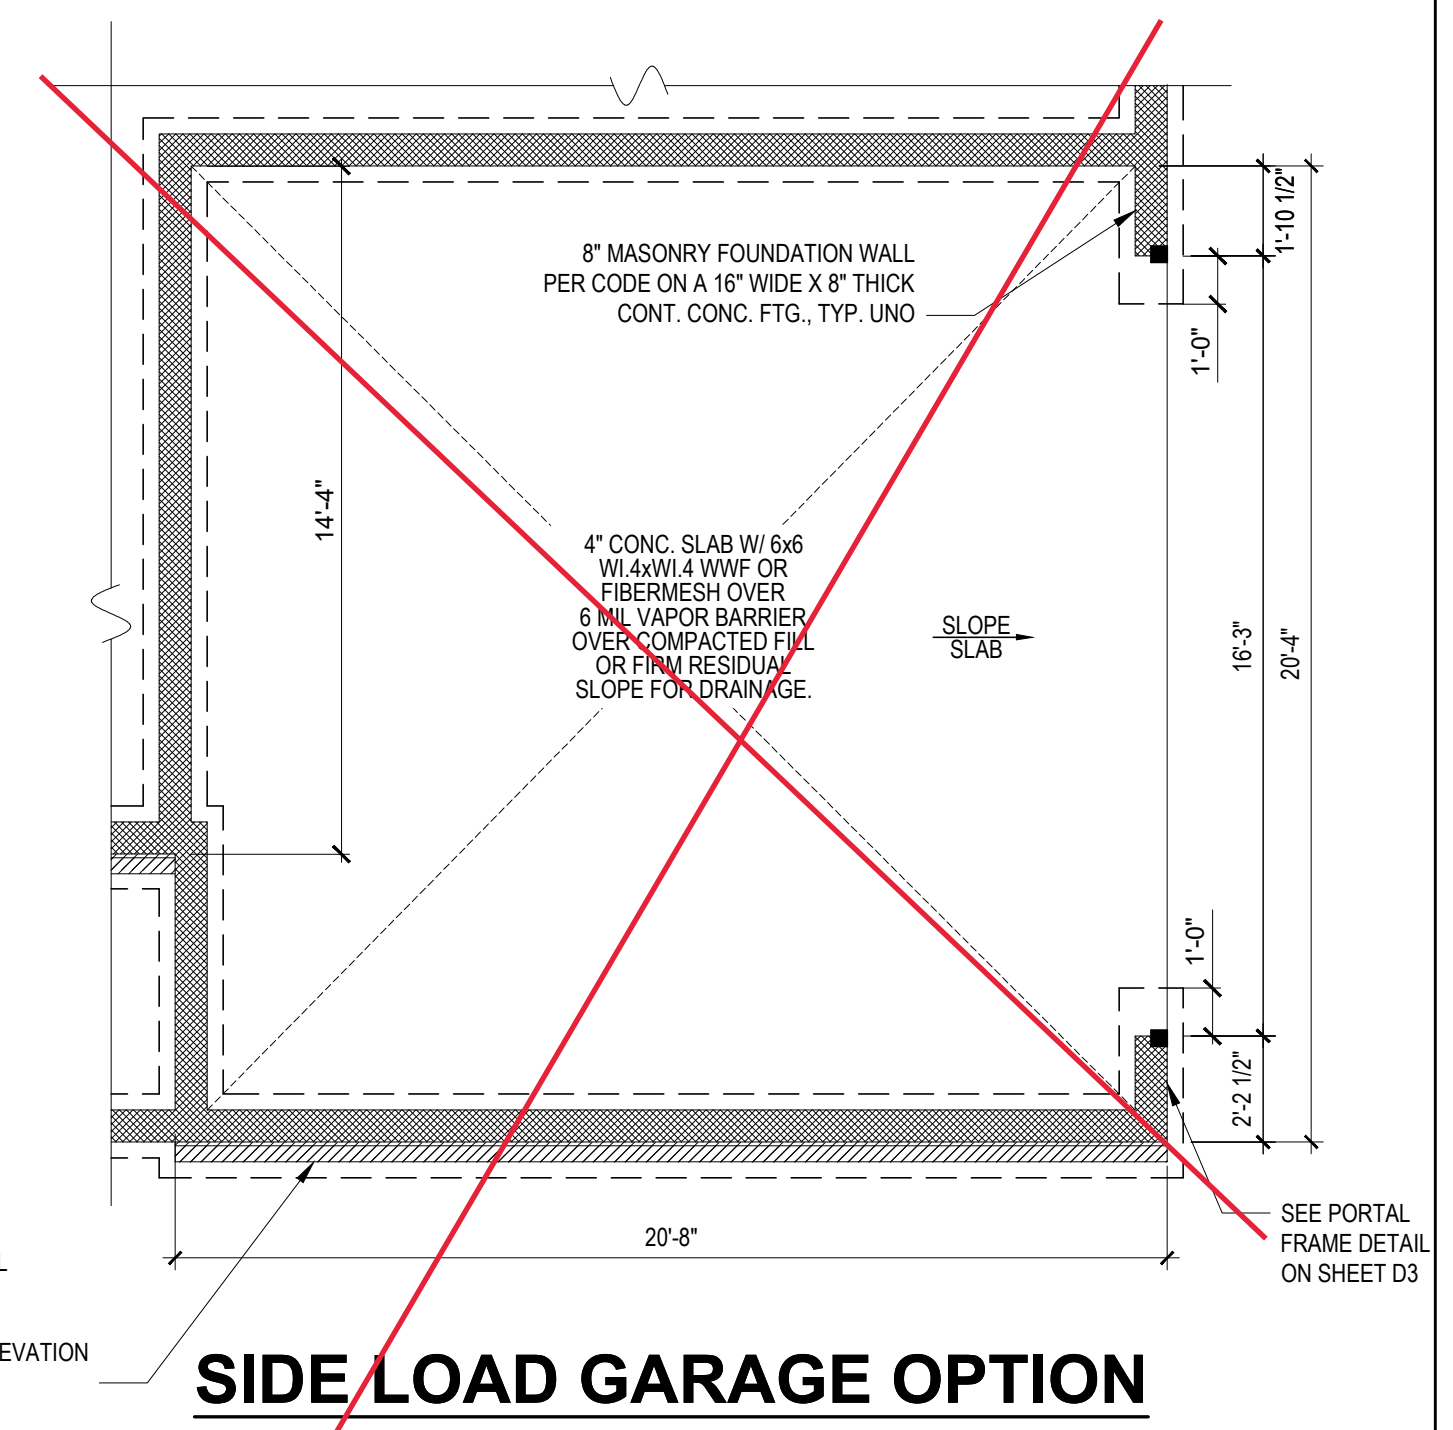 8" MASONRY FOUNDATION WALL
PER CODE ON A 16" WIDE X 8" THICK
CONT. CONC. FTG., TYP. UNO
1'-10 1/2"
1'-0"
14'-4"
4" CONC. SLAB W/ 6x6
WI.4xWI.4 WWF OR
FIBERMESH OVER
6 MIL VAPOR BARRIER
OVER COMPACTED FILL
OR FIRM RESIDUAL
SLOPE FOR DRAINAGE.
SLOPE
SLAB
16'-3"
20'-4"
1'-0"
2'-2 1/2"
SEE PORTAL
FRAME DETAIL
ON SHEET D3
20'-8"
EVATION
SIDE LOAD GARAGE OPTION